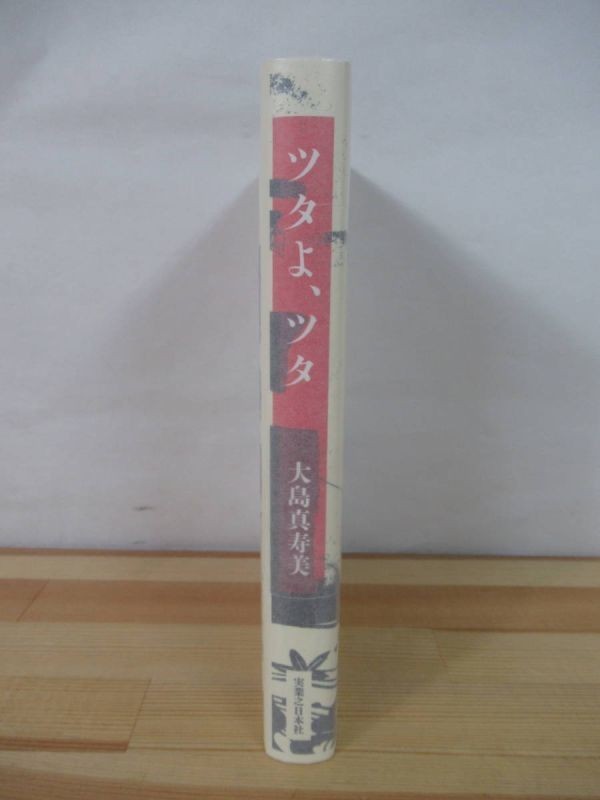 ツタよ、ツタ
大島真寿美
実業之日本社